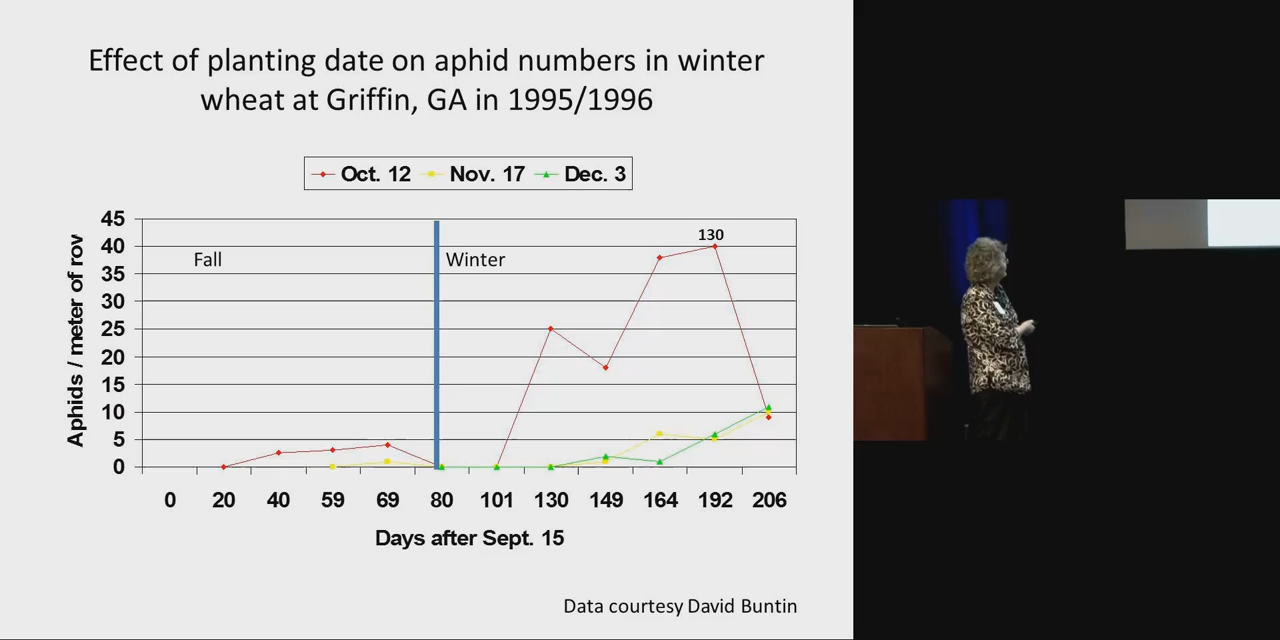 Effect of planting date on aphid numbers in winter
wheat at Griffin, GA in 1995/1996
Oct. 12 Nov. 17 Dec. 3
Aphids / meter of rov
45
40
35
30
25
20
15
10
5
0
Fall
Winter
130
0 20 40 59 69 80 101 130 149 164 192 206
Days after Sept. 15
Data courtesy David Buntin